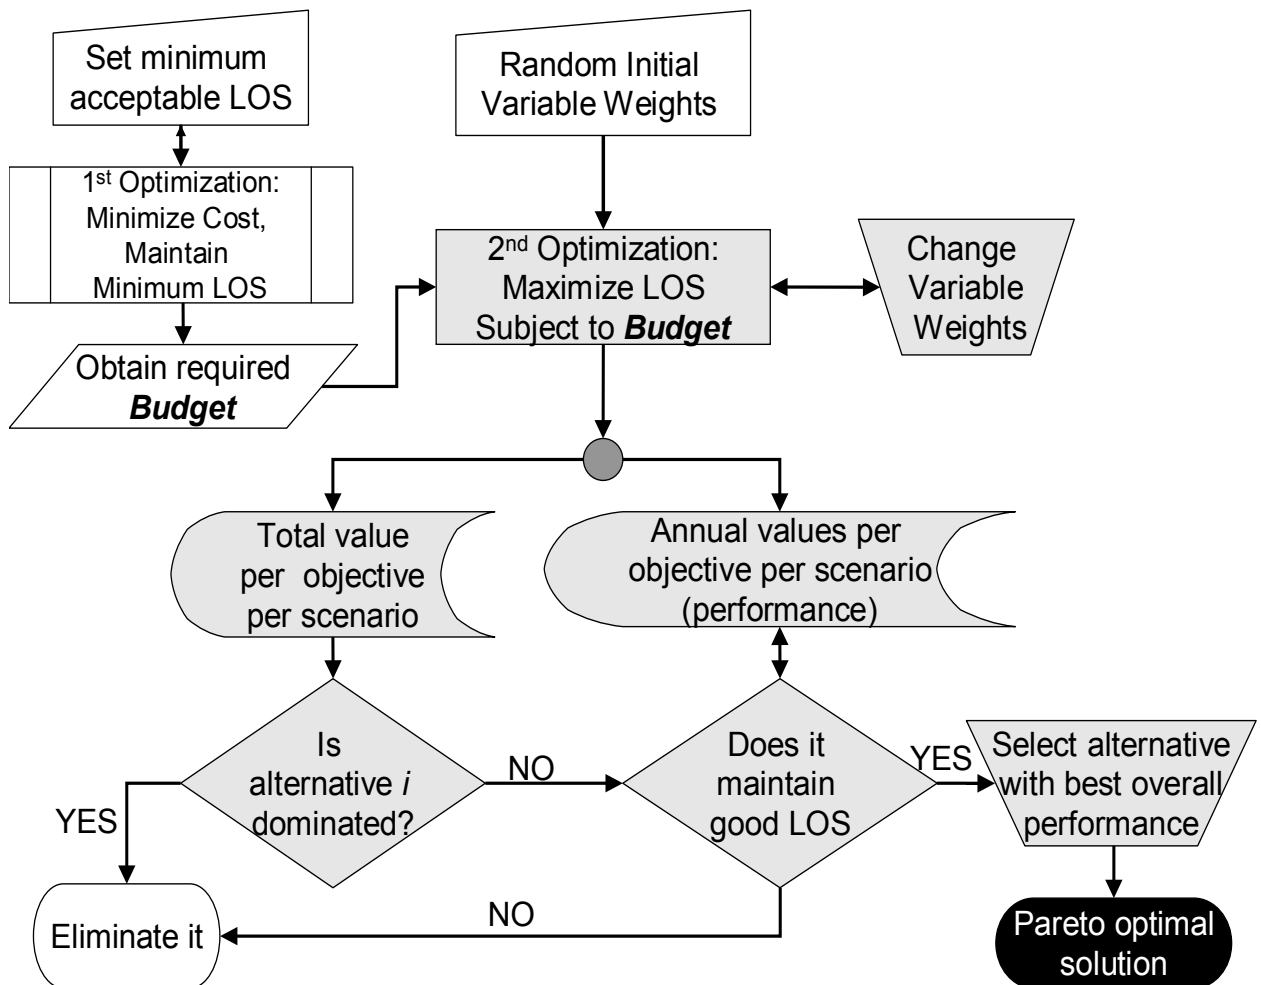 Set minimum
acceptable LOS
Random Initial
Variable Weights
1st Optimization:
Minimize Cost,
Maintain
Minimum LOS
2nd Optimization:
Maximize LOS
Subject to Budget
Change
Variable
Weights
Obtain required
Budget
Total value
per objective
per scenario
Annual values per
objective per scenario
(performance)
Is
alternative i
dominated?
NO
Does it
maintain
good LOS
YES
Select alternative
with best overall
performance
YES
Eliminate it
NO
Pareto optimal
solution